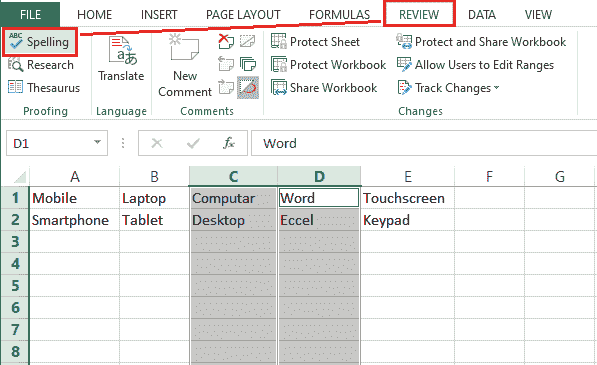 FILE HOME INSERT PAGE LAYOUT FORMULAS REVIEW DATA VIEW
ABC
Spelling
Research
Thesaurus
Proofing
Translate
Language
New
Comment
Comments
Protect Sheet
Protect Workbook
Share Workbook
Protect and Share Workbook
Allow Users to Edit Ranges
Track Changes
Changes
D1 fx Word
A B C D E F G
1 Mobile Laptop Computar Word Touchscreen
2 Smartphone Tablet Desktop Eccel Keypad
3
4
5
6
7
8